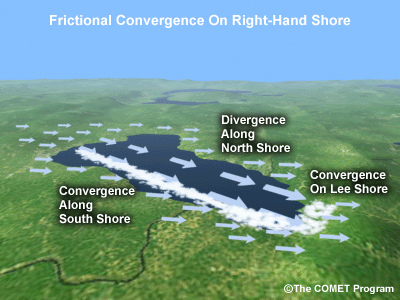 Frictional Convergence On Right-Hand Shore
Divergence
Along
North Shore
Convergence
On Lee Shore
Convergence
Along
South Shore
©The COMET Program